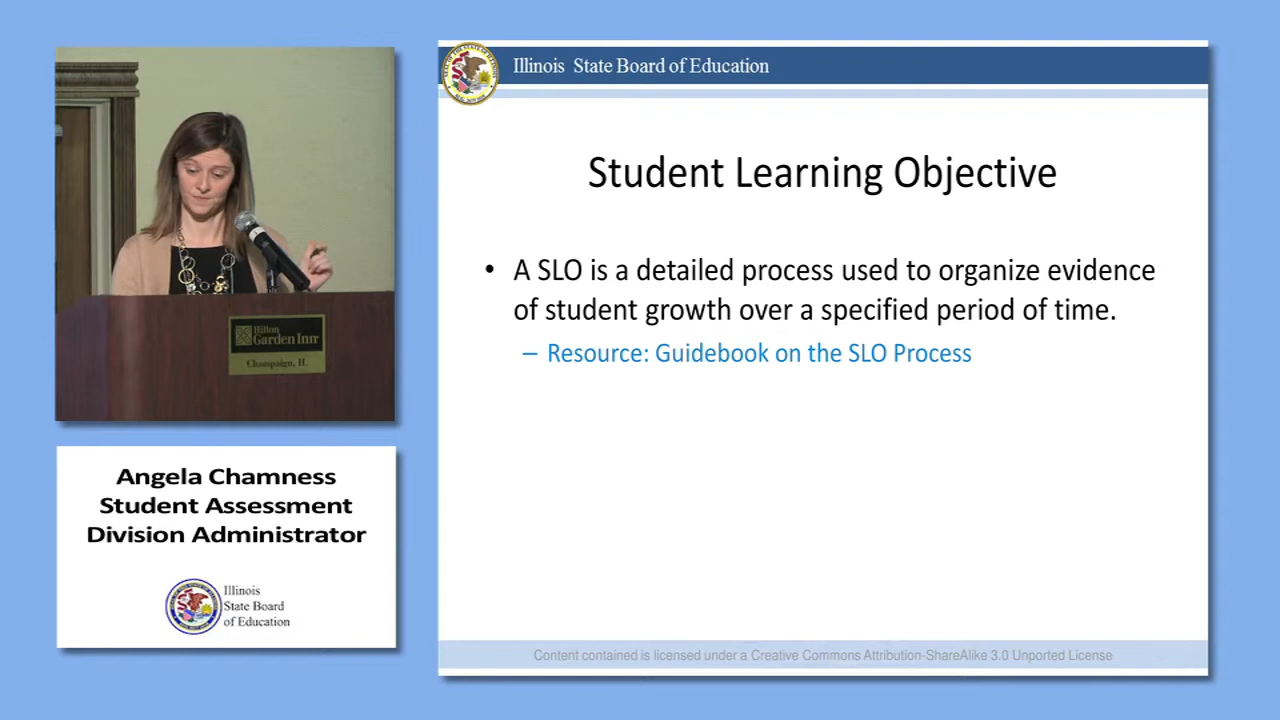 Illinois State Board of Education
Student Learning Objective
• A SLO is a detailed process used to organize evidence
of student growth over a specified period of time.
– Resource: Guidebook on the SLO Process
Content contained is licensed under a Creative Commons Attribution-ShareAlike 3.0 Unported License
Hilton
Garden Inn
Champaign, IL
Angela Chamness
Student Assessment
Division Administrator
Illinois
State Board
of Education